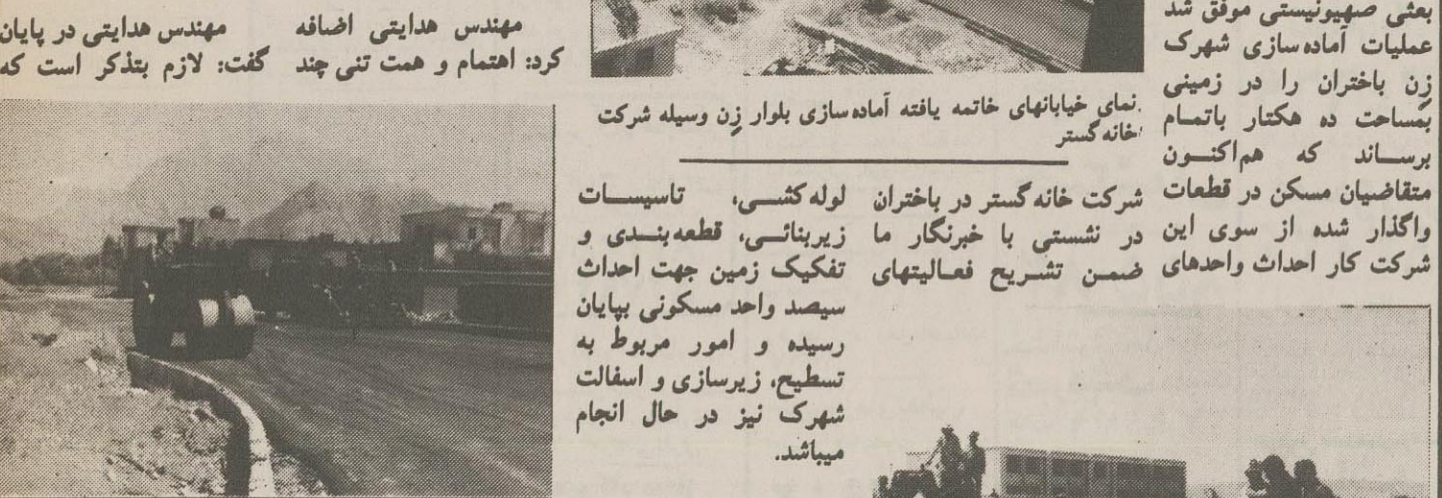 بعثی صهیونیستی موفق شد
عملیات آماده‌سازی شهرک
زِن باختران را در زمینی
بمساحت ده هکتار باتمام
برساند که هم‌اکنون
متقاضیان مسکن در قطعات
واگذار شده از سوی این
شرکت کار احداث واحدهای
نمای خیابانهای خاتمه یافته آماده‌سازی بلوار زِن وسیله شرکت
خانه‌گستر
شرکت خانه‌گستر در باختران
در نشستی با خبرنگار ما
ضمن تشریح فعالیتهای
لوله‌کشی، تاسیسات
زیربنائی، قطعه‌بندی و
تفکیک زمین جهت احداث
سیصد واحد مسکونی بپایان
رسیده و امور مربوط به
تسطیح، زیرسازی و اسفالت
شهرک نیز در حال انجام
میباشد.
مهندس هدایتی اضافه
کرد: اهتمام و همت تنی چند
مهندس هدایتی در پایان
گفت: لازم بتذکر است که